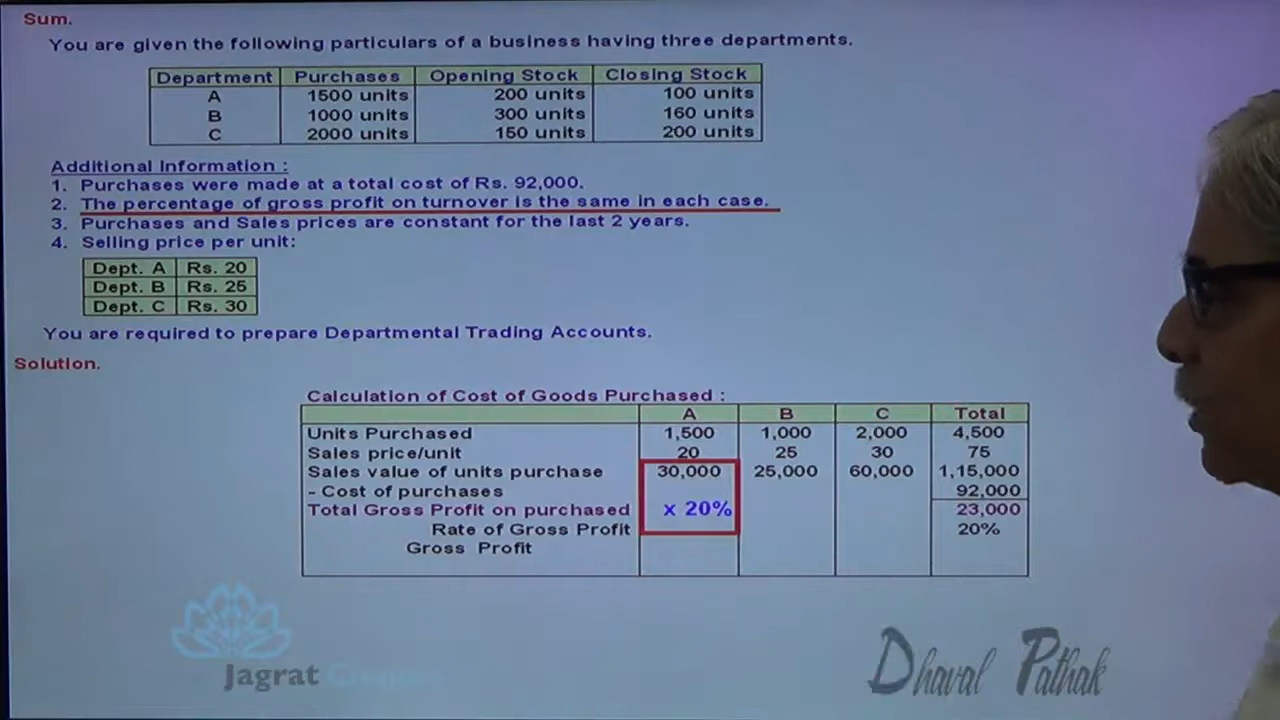 Sum.
You are given the following particulars of a business having three departments.
Department Purchases Opening Stock Closing Stock
A 1500 units 200 units 100 units
B 1000 units 300 units 160 units
C 2000 units 150 units 200 units
Additional Information :
1. Purchases were made at a total cost of Rs. 92,000.
2. The percentage of gross profit on turnover is the same in each case.
3. Purchases and Sales prices are constant for the last 2 years.
4. Selling price per unit:
Dept. A Rs. 20
Dept. B Rs. 25
Dept. C Rs. 30
You are required to prepare Departmental Trading Accounts.
Solution.
Calculation of Cost of Goods Purchased :
A B C Total
Units Purchased 1,500 1,000 2,000 4,500
Sales price/unit 20 25 30 75
Sales value of units purchase 30,000 25,000 60,000 1,15,000
- Cost of purchases 92,000
Total Gross Profit on purchased x 20% 23,000
Rate of Gross Profit 20%
Gross Profit
Jagrat
Dhaval Pathak